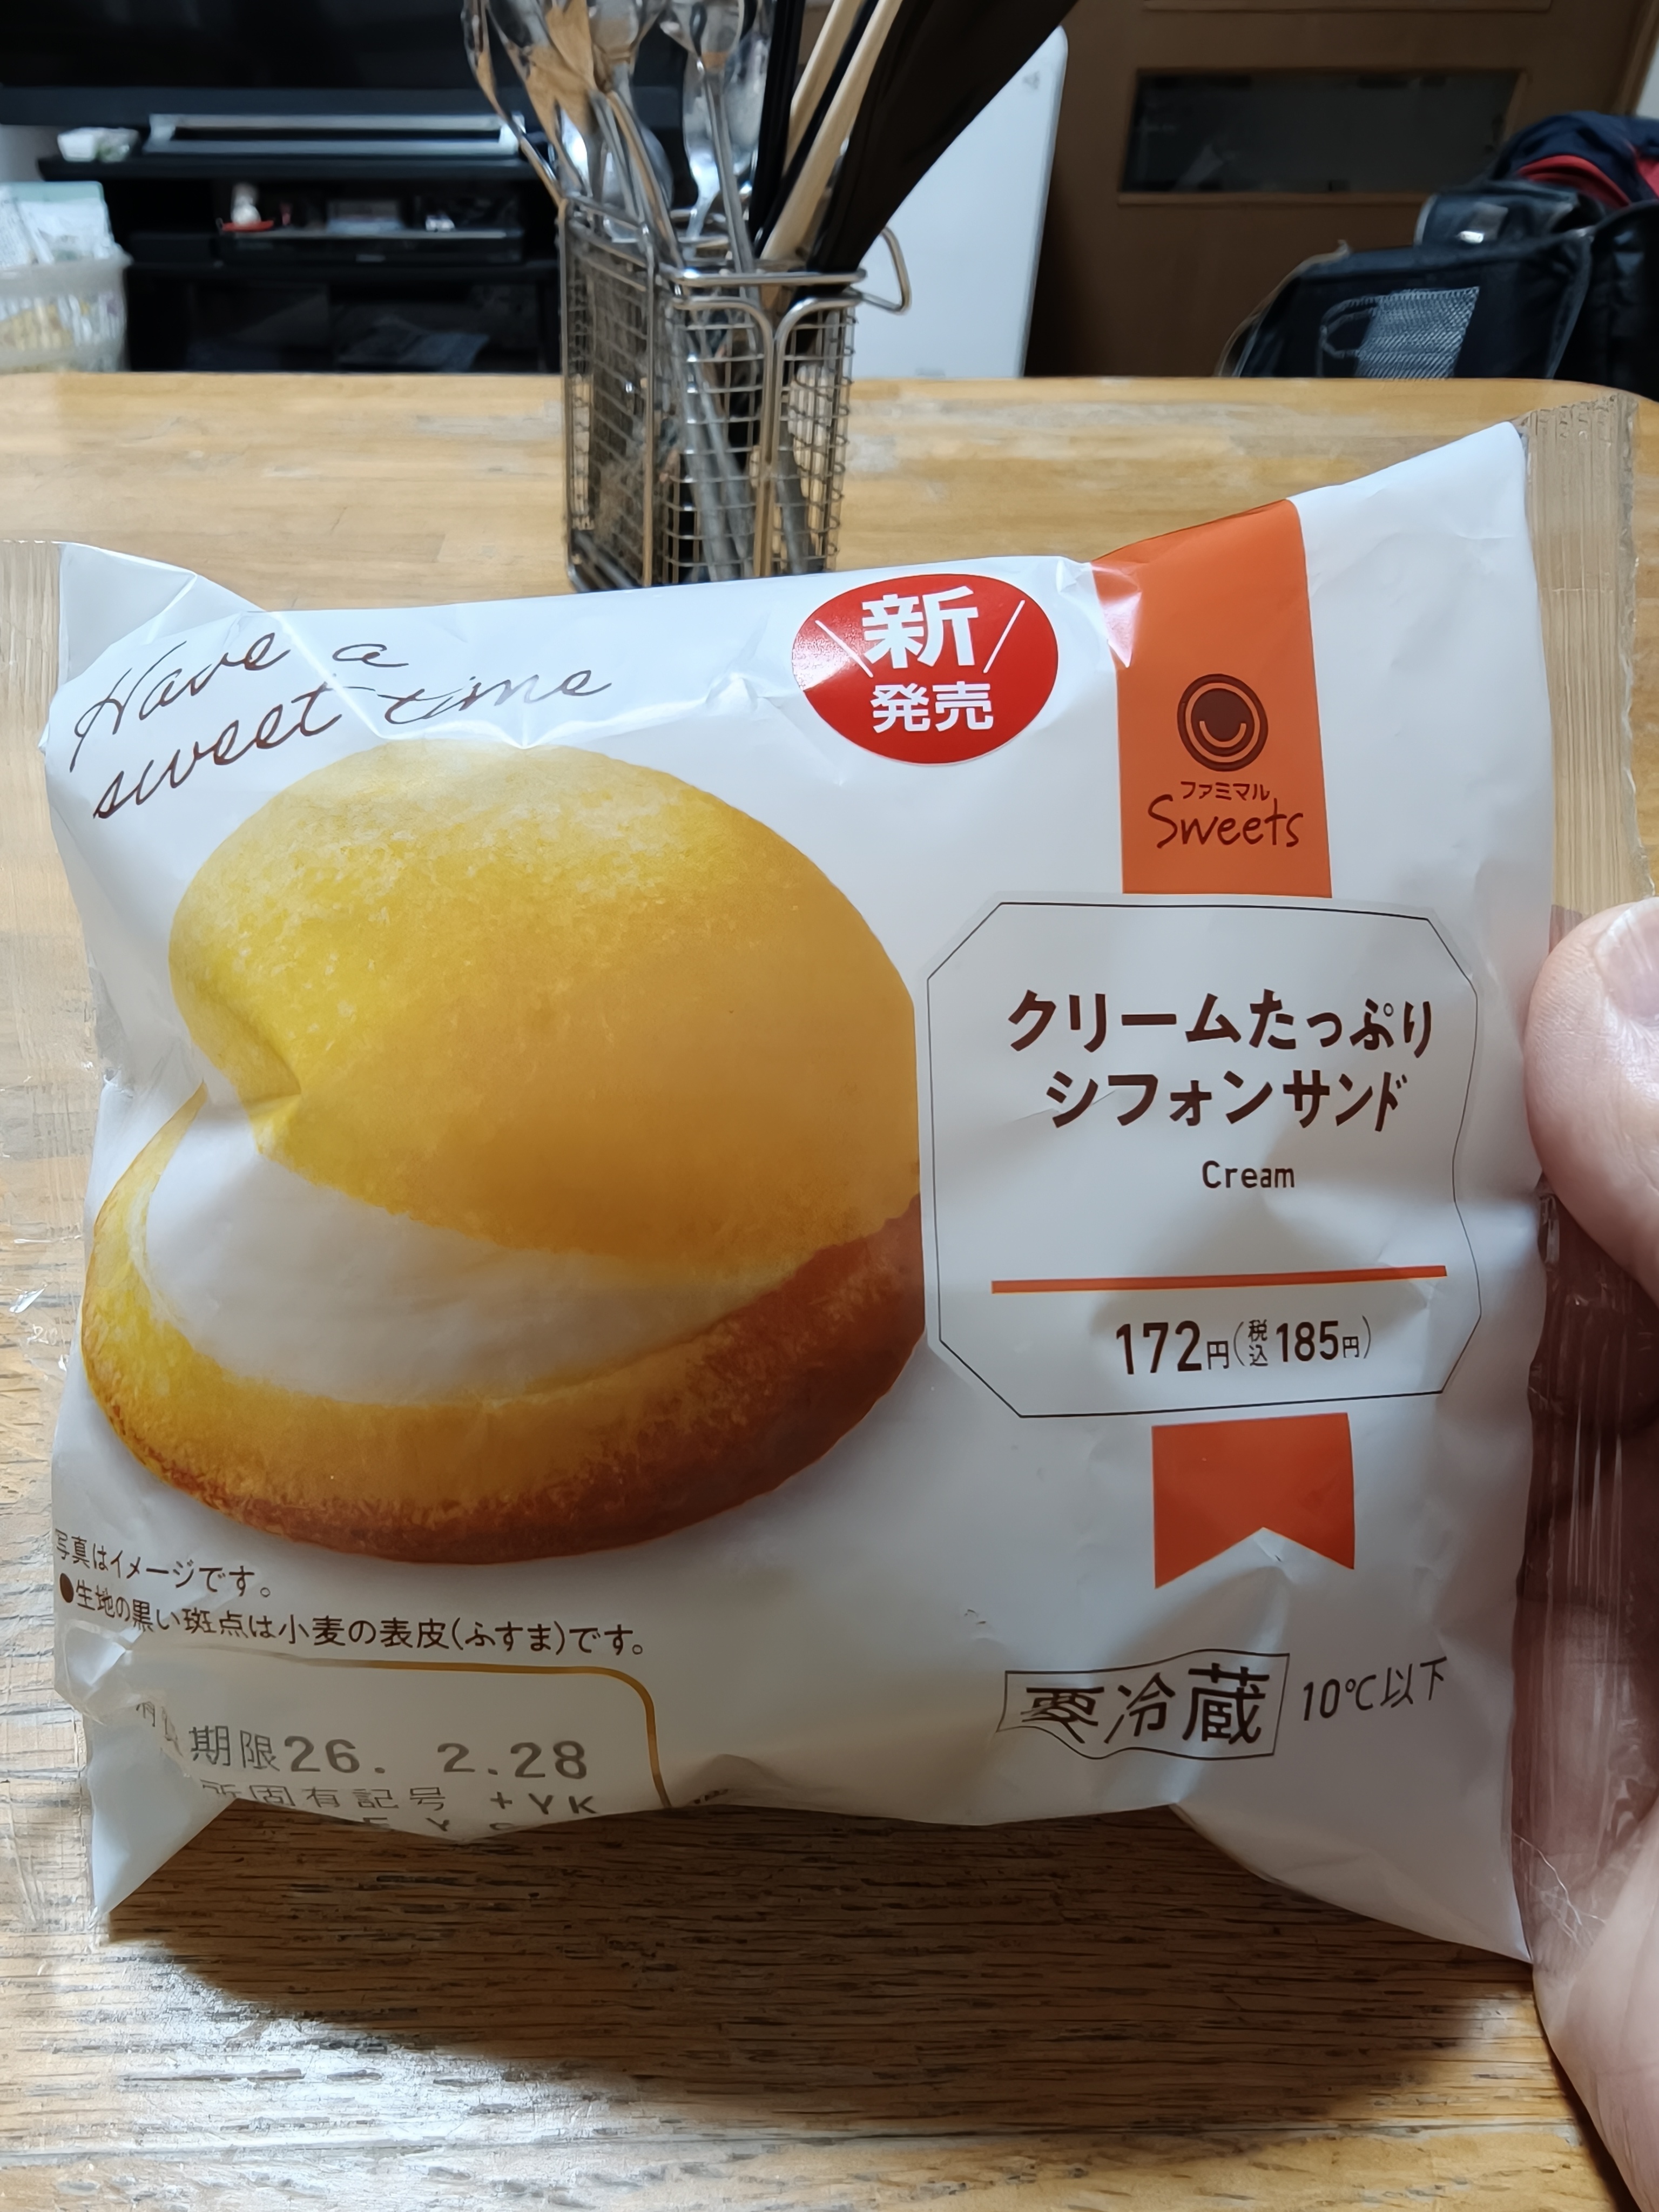 Have a
sweet time
新
発売
ファミマル
Sweets
クリームたっぷり
シフォンサンド
Cream
172円(税込185円)
写真はイメージです。
●生地の黒い斑点は小麦の表皮(ふすま)です。
要冷蔵 10℃以下
期限26. 2.28
所固有記号 +YK